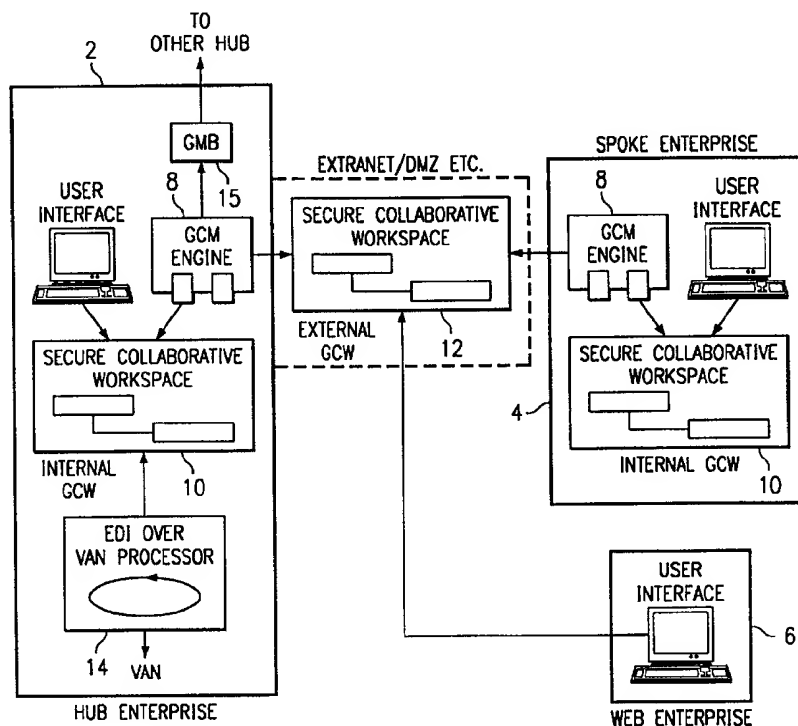 TO
OTHER HUB
2
GMB
15
8
USER
INTERFACE
GCM
ENGINE
SECURE COLLABORATIVE
WORKSPACE
INTERNAL
GCW
10
EDI OVER
VAN PROCESSOR
14
VAN
HUB ENTERPRISE
EXTRANET/DMZ ETC.
SECURE COLLABORATIVE
WORKSPACE
EXTERNAL
GCW
12
SPOKE ENTERPRISE
8
GCM
ENGINE
USER
INTERFACE
SECURE COLLABORATIVE
WORKSPACE
4
INTERNAL GCW
10
USER
INTERFACE
6
WEB ENTERPRISE